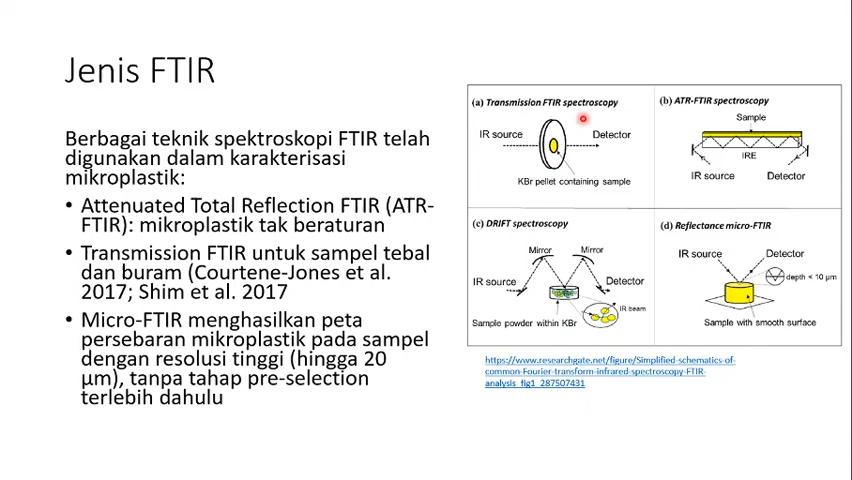 Jenis FTIR
Berbagai teknik spektroskopi FTIR telah
digunakan dalam karakterisasi
mikroplastik:
• Attenuated Total Reflection FTIR (ATR-
FTIR): mikroplastik tak beraturan
• Transmission FTIR untuk sampel tebal
dan buram (Courtene-Jones et al.
2017; Shim et al. 2017
• Micro-FTIR menghasilkan peta
persebaran mikroplastik pada sampel
dengan resolusi tinggi (hingga 20
µm), tanpa tahap pre-selection
terlebih dahulu
(a) Transmission FTIR spectroscopy
IR source
Detector
KBr pellet containing sample
(b) ATR-FTIR spectroscopy
Sample
IRE
IR source
Detector
(c) DRIFT spectroscopy
Mirror
Mirror
IR source
Detector
IR beam
Sample powder within KBr
(d) Reflectance micro-FTIR
IR source
Detector
depth < 10 µm
Sample with smooth surface
https://www.researchgate.net/figure/Simplified-schematics-of-
common-Fourier-transform-infrared-spectroscopy-FTIR-
analysis_fig1_287507431